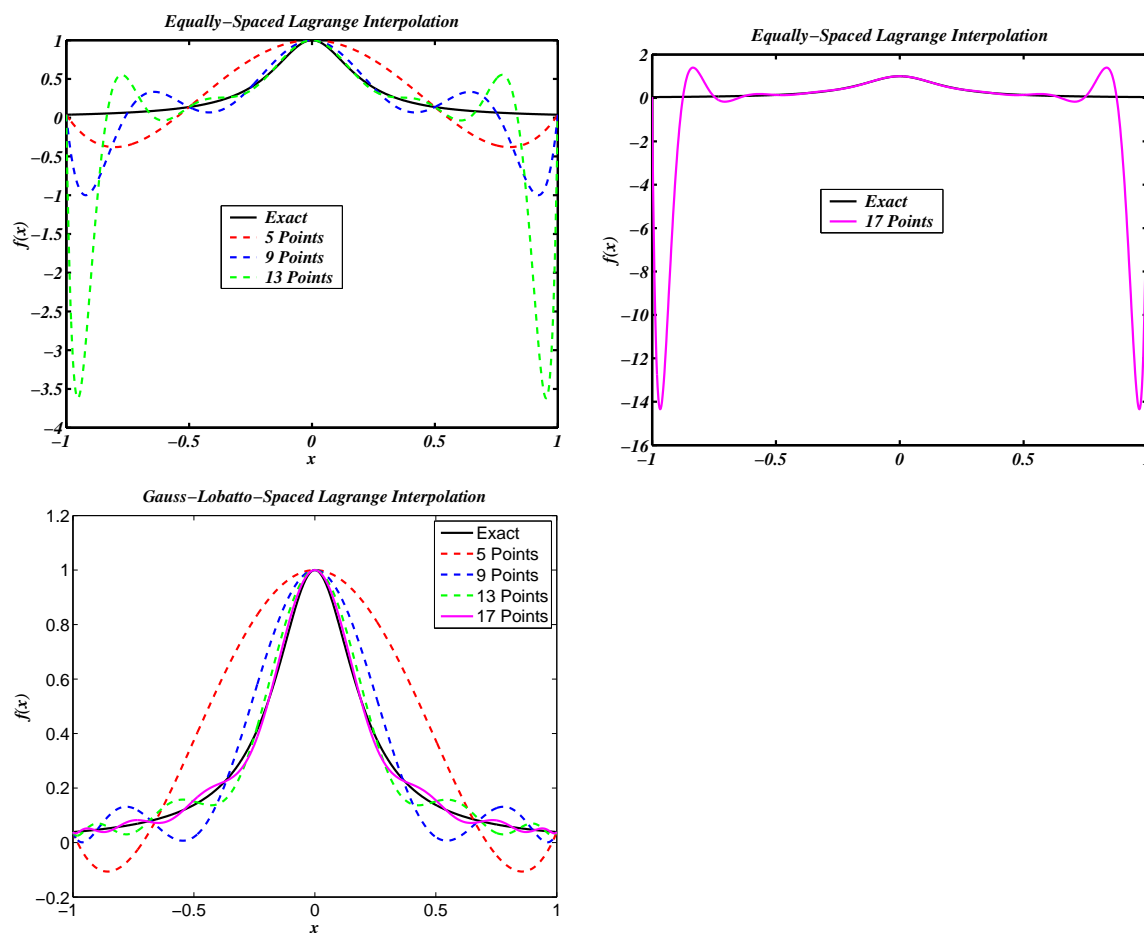 Equally-Spaced Lagrange Interpolation
1
0.5
0
-0.5
-1
-1.5
-2
-2.5
-3
-3.5
-4
f(x)
Exact
5 Points
9 Points
13 Points
-1
-0.5
0
0.5
1
x
Equally-Spaced Lagrange Interpolation
2
0
-2
-4
-6
-8
-10
-12
-14
-16
f(x)
Exact
17 Points
-1
-0.5
0
0.5
1
Gauss-Lobatto-Spaced Lagrange Interpolation
1.2
1
0.8
0.6
0.4
0.2
0
-0.2
f(x)
Exact
5 Points
9 Points
13 Points
17 Points
-1
-0.5
0
0.5
1
x